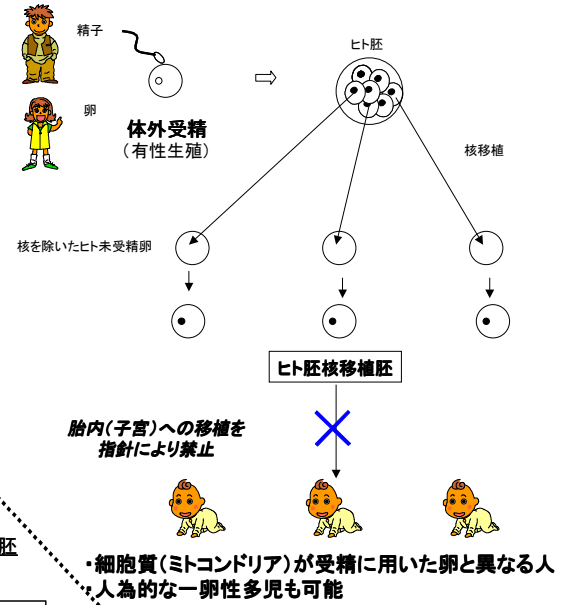 精子
ヒト胚
卵
体外受精
（有性生殖）
核移植
核を除いたヒト未受精卵
ヒト胚核移植胚
胎内（子宮）への移植を
指針により禁止
胚
・細胞質（ミトコンドリア）が受精に用いた卵と異なる人
・人為的な一卵性多児も可能